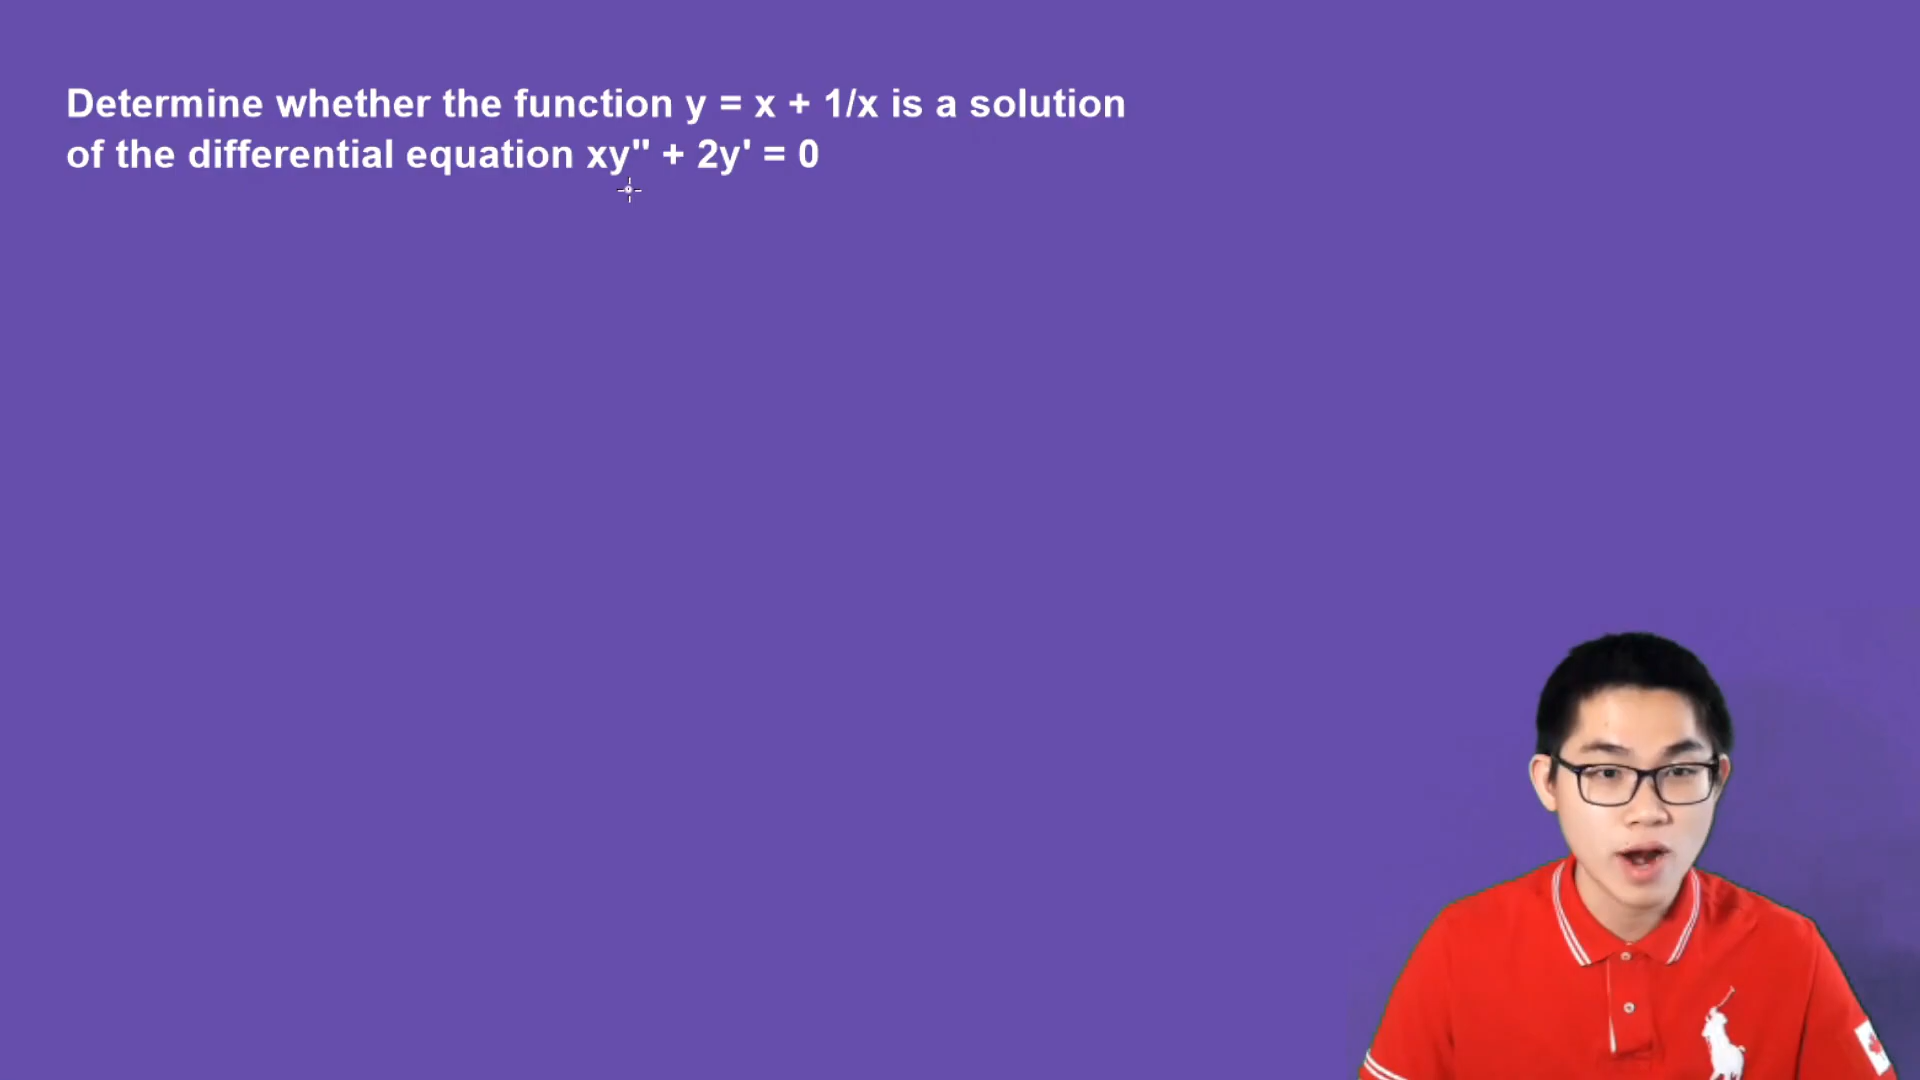 Determine whether the function y = x + 1/x is a solution
of the differential equation xy" + 2y' = 0